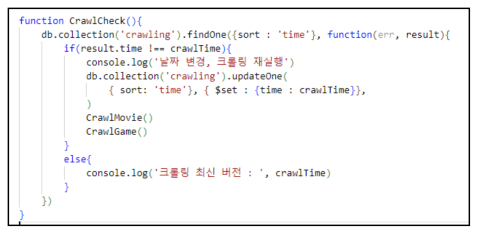 function CrawlCheck(){
    db.collection('crawling').findOne({sort : 'time'}, function(err, result){
        if(result.time !== crawlTime){
            console.log('날짜 변경, 크롤링 재실행')
            db.collection('crawling').updateOne(
                { sort: 'time'}, { $set : {time : crawlTime}},
            )
            CrawlMovie()
            CrawlGame()
        }
        else{
            console.log('크롤링 최신 버전 : ', crawlTime)
        }
    })
}